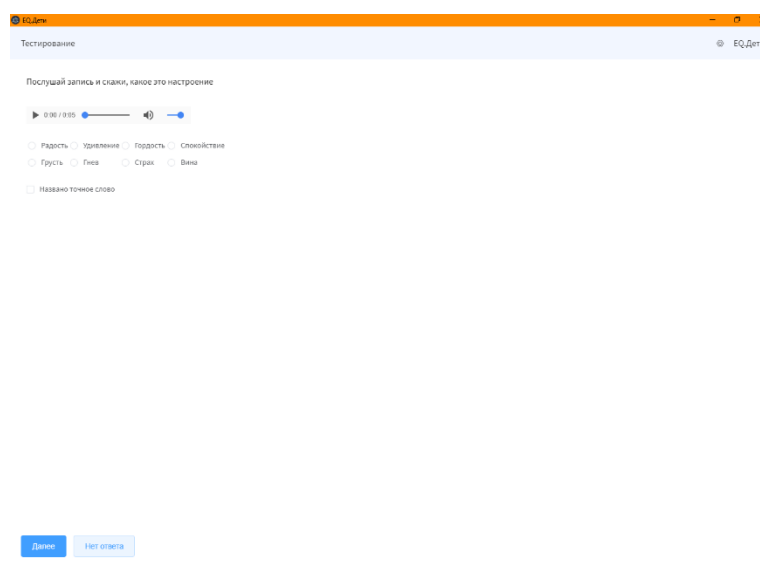 EQ.Дети
Тестирование
EQ.Дет
Послушай запись и скажи, какое это настроение
0:00 / 0:05
Радость Удивление Гордость Спокойствие
Грусть Гнев Страх Вина
Названо точное слово
Далее Нет ответа